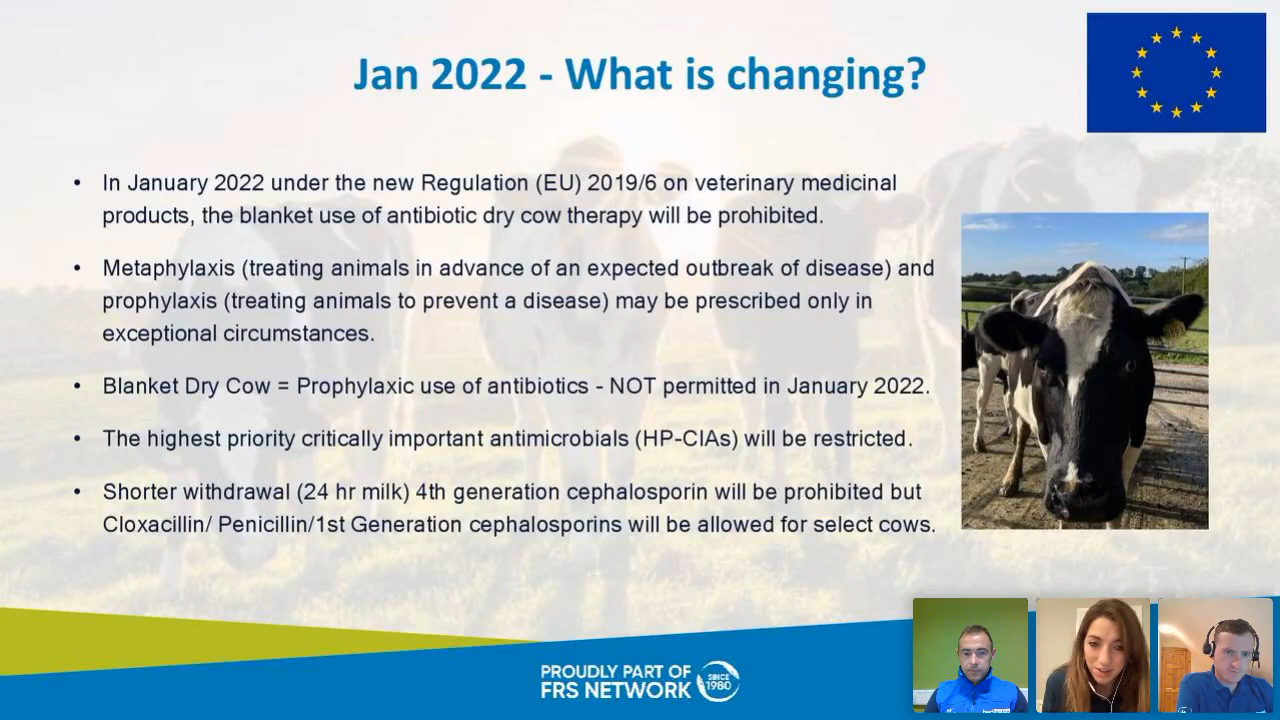 Jan 2022 - What is changing?
• In January 2022 under the new Regulation (EU) 2019/6 on veterinary medicinal
products, the blanket use of antibiotic dry cow therapy will be prohibited.
• Metaphylaxis (treating animals in advance of an expected outbreak of disease) and
prophylaxis (treating animals to prevent a disease) may be prescribed only in
exceptional circumstances.
• Blanket Dry Cow = Prophylaxic use of antibiotics - NOT permitted in January 2022.
• The highest priority critically important antimicrobials (HP-CIAs) will be restricted.
• Shorter withdrawal (24 hr milk) 4th generation cephalosporin will be prohibited but
Cloxacillin/ Penicillin/1st Generation cephalosporins will be allowed for select cows.
PROUDLY PART OF
FRS NETWORK
SINCE
1980